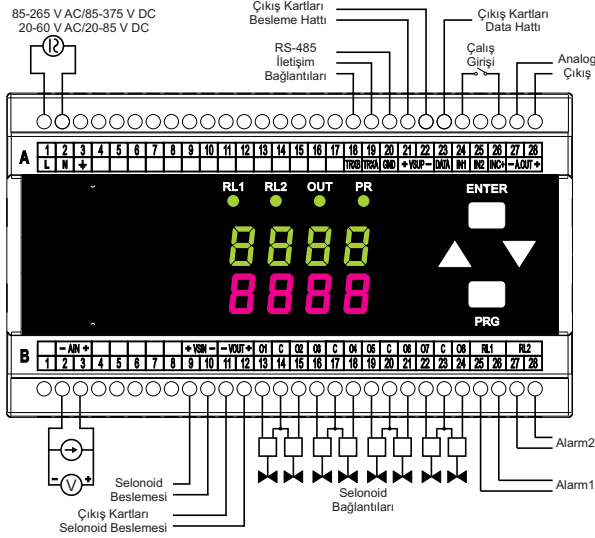 85-265 V AC/85-375 V DC
20-60 V AC/20-85 V DC
Çıkış Kartları
Besleme Hattı
RS-485
İletişim
Bağlantıları
Çıkış Kartları
Data Hattı
Çalış
Girişi
Analog
Çıkış
A
1 2 3 4 5 6 7 8 9 10 11 12 13 14 15 16 17 18 19 20 21 22 23 24 25 26 27 28
L N TRXB TRXA GND + VSUP − DATA IN1 IN2 INC+ − A.OUT +
RL1 RL2 OUT PR
ENTER
8888
8888
PRG
B
− AIN + + VSIN − − VOUT + O1 C O2 O3 C O4 O5 C O6 O7 C O8 RL1 RL2
1 2 3 4 5 6 7 8 9 10 11 12 13 14 15 16 17 18 19 20 21 22 23 24 25 26 27 28
− V +
Selonoid
Beslemesi
Çıkış Kartları
Selonoid Beslemesi
Selonoid
Bağlantıları
Alarm2
Alarm1